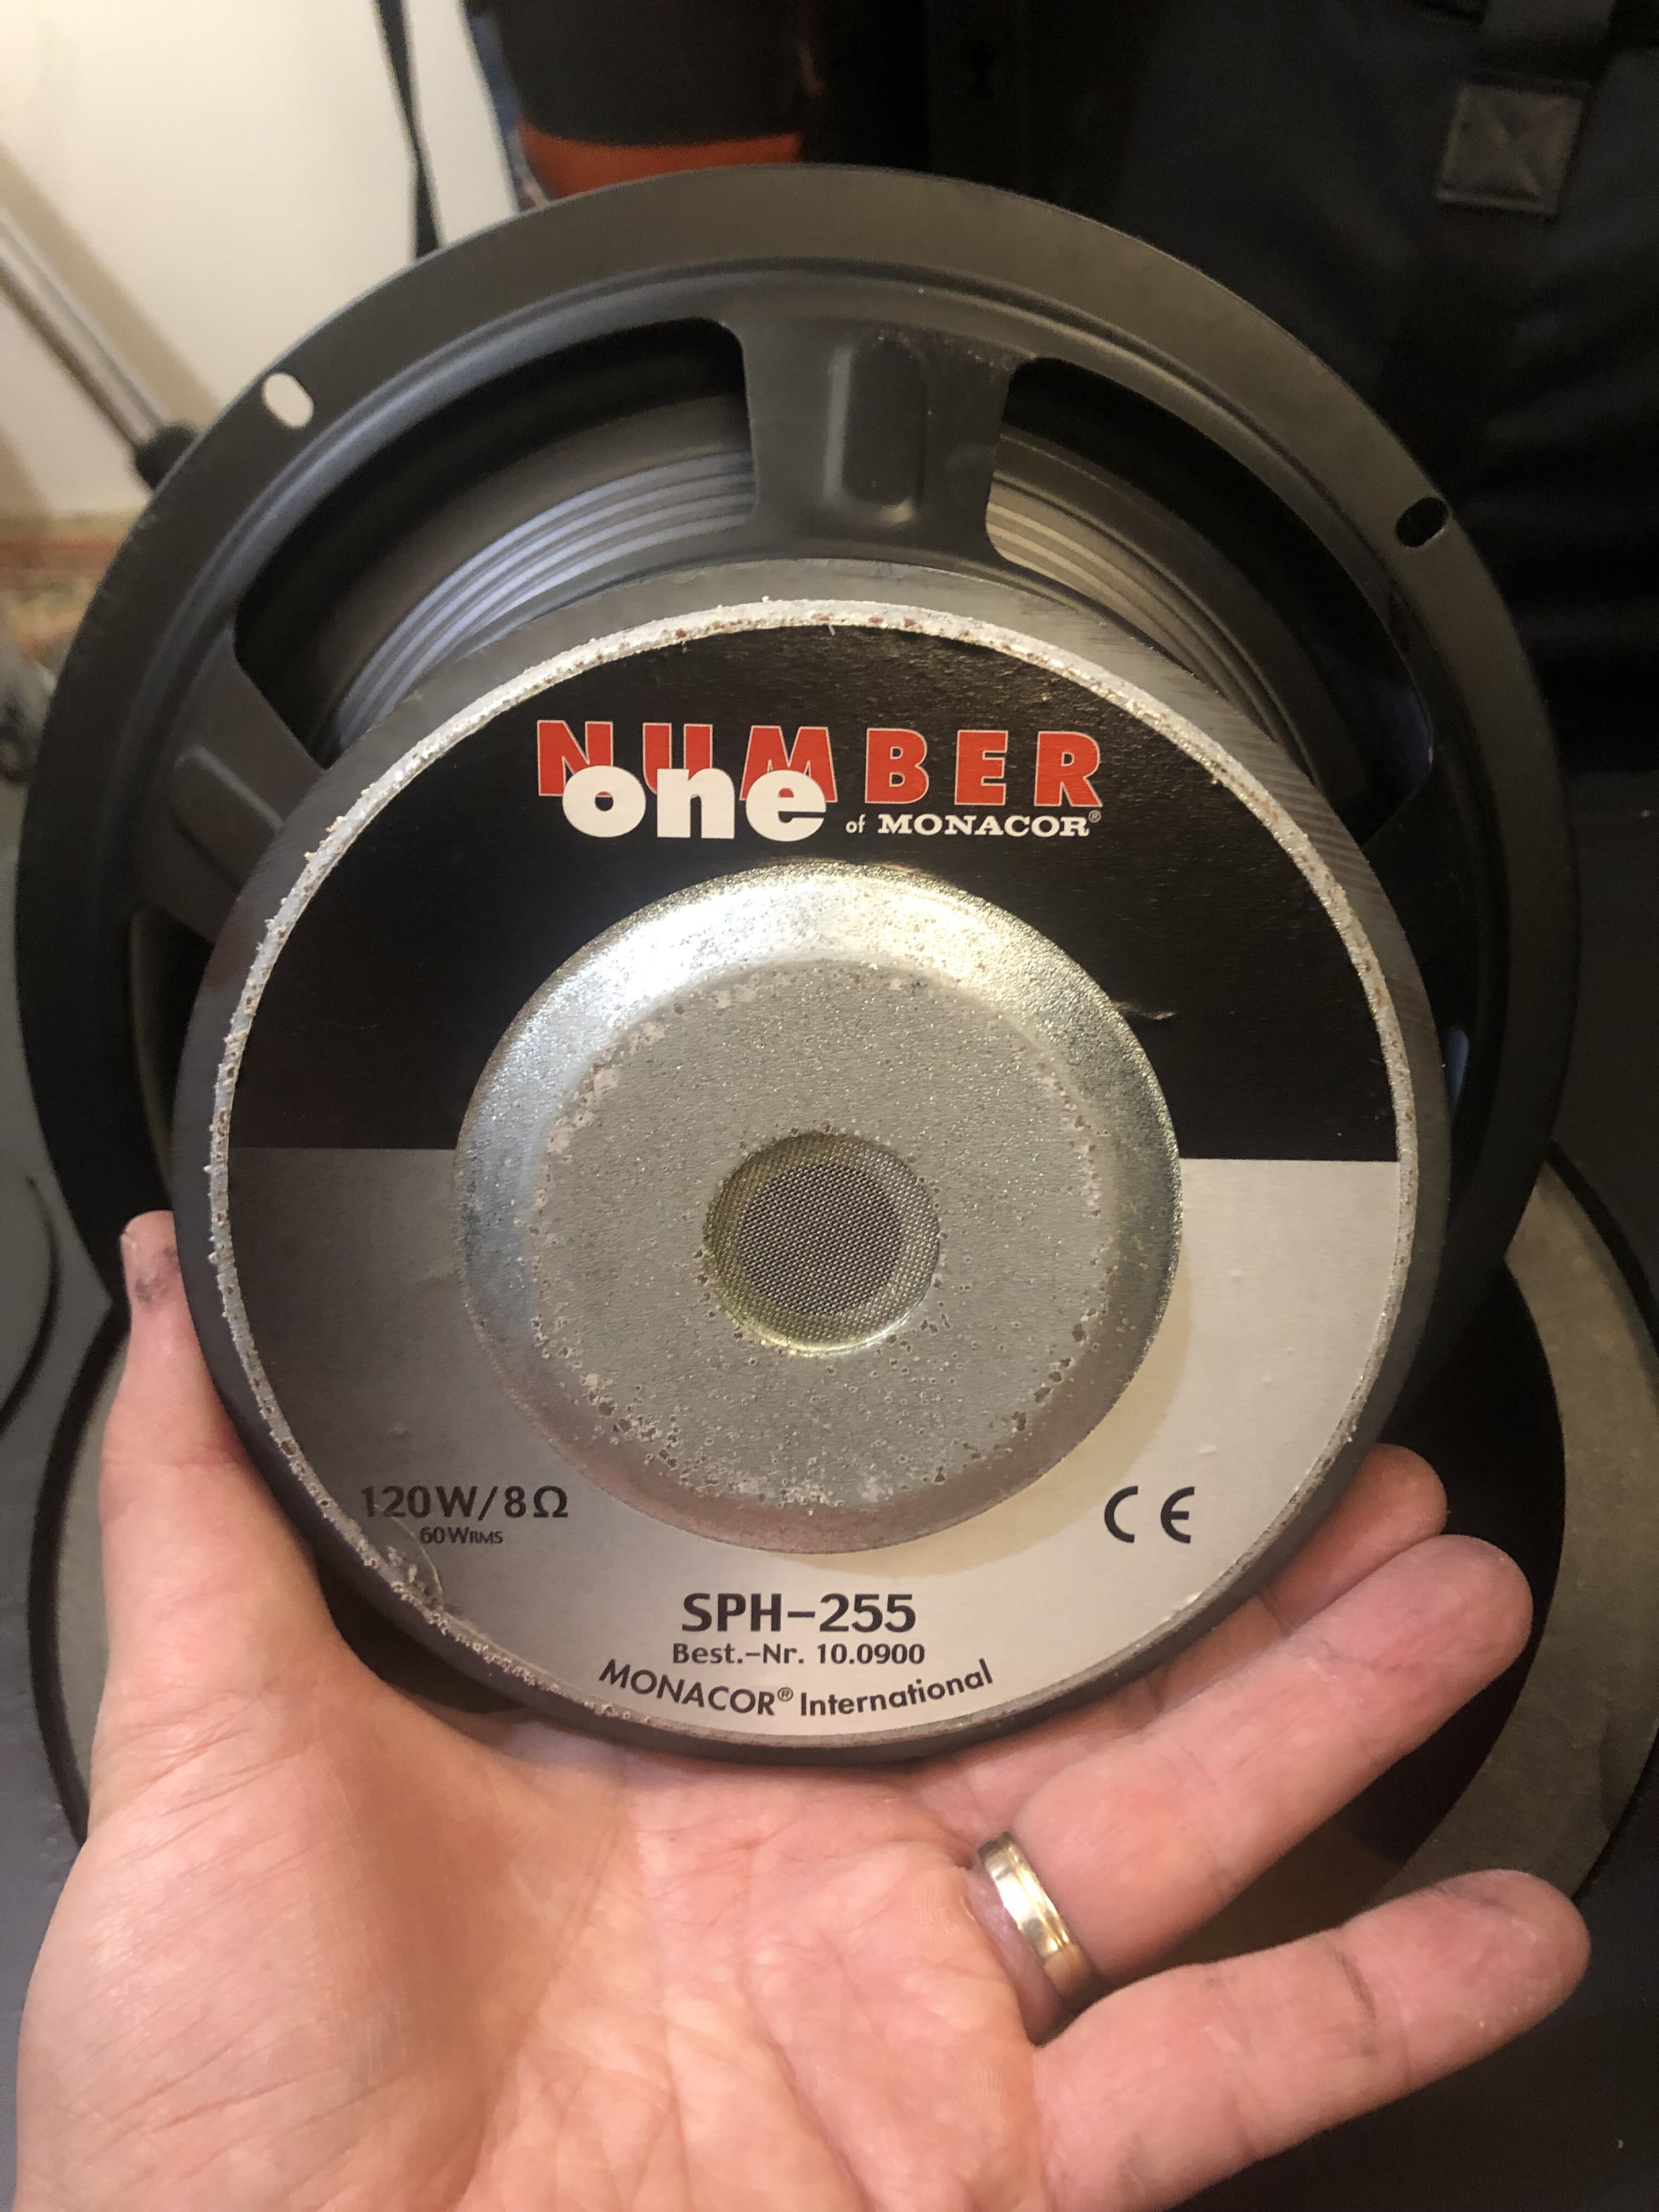 NUMBER
one of MONACOR®
120W/8Ω
60WRMS
CE
SPH-255
Best.-Nr. 10.0900
MONACOR® International